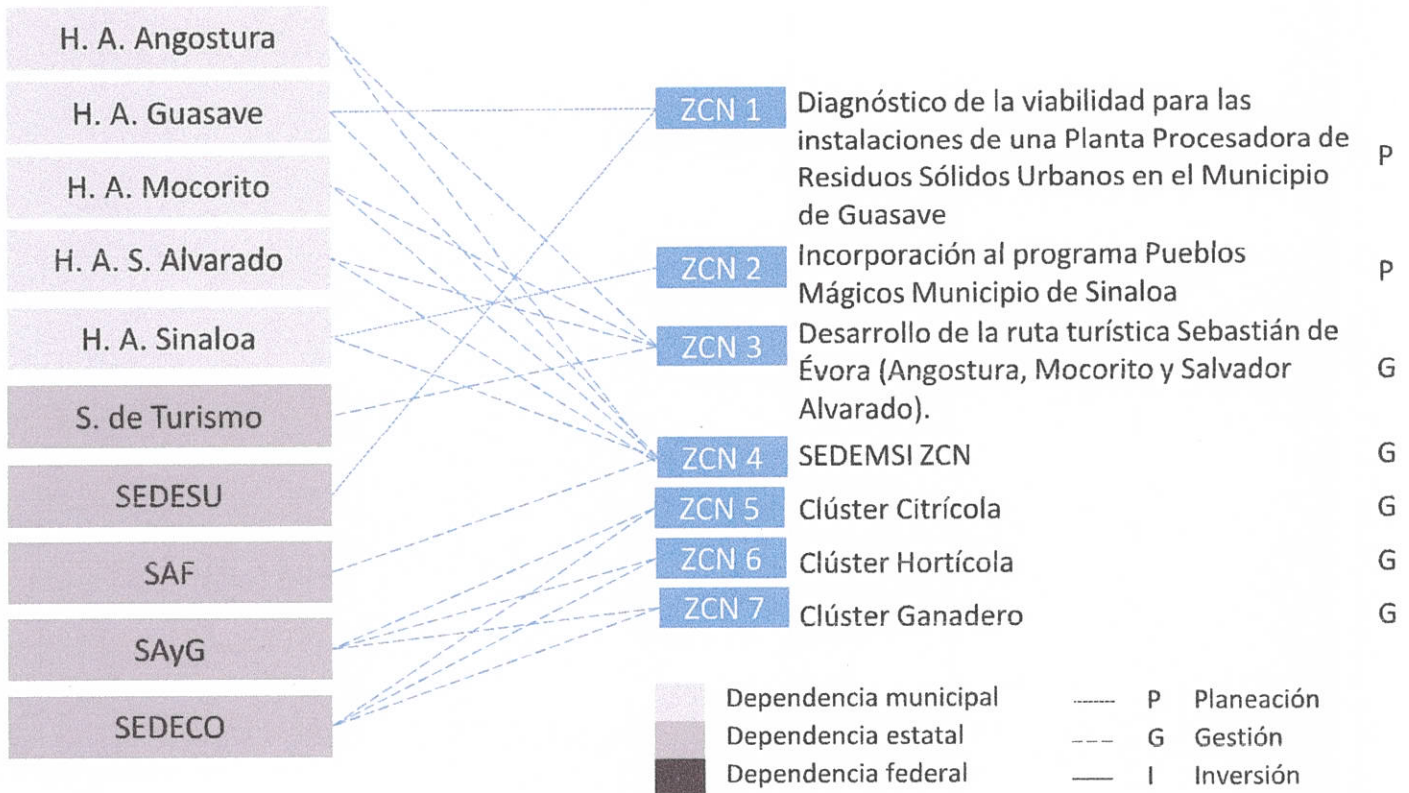 H. A. Angostura
H. A. Guasave
H. A. Mocorito
H. A. S. Alvarado
H. A. Sinaloa
S. de Turismo
SEDESU
SAF
SAyG
SEDECO
ZCN 1
Diagnóstico de la viabilidad para las
instalaciones de una Planta Procesadora de
Residuos Sólidos Urbanos en el Municipio
de Guasave
P
ZCN 2
Incorporación al programa Pueblos
Mágicos Municipio de Sinaloa
P
ZCN 3
Desarrollo de la ruta turística Sebastián de
Évora (Angostura, Mocorito y Salvador
Alvarado).
G
ZCN 4
SEDEMSI ZCN
G
ZCN 5
Clúster Citrícola
G
ZCN 6
Clúster Hortícola
G
ZCN 7
Clúster Ganadero
G
Dependencia municipal
Dependencia estatal
Dependencia federal
P Planeación
G Gestión
I Inversión